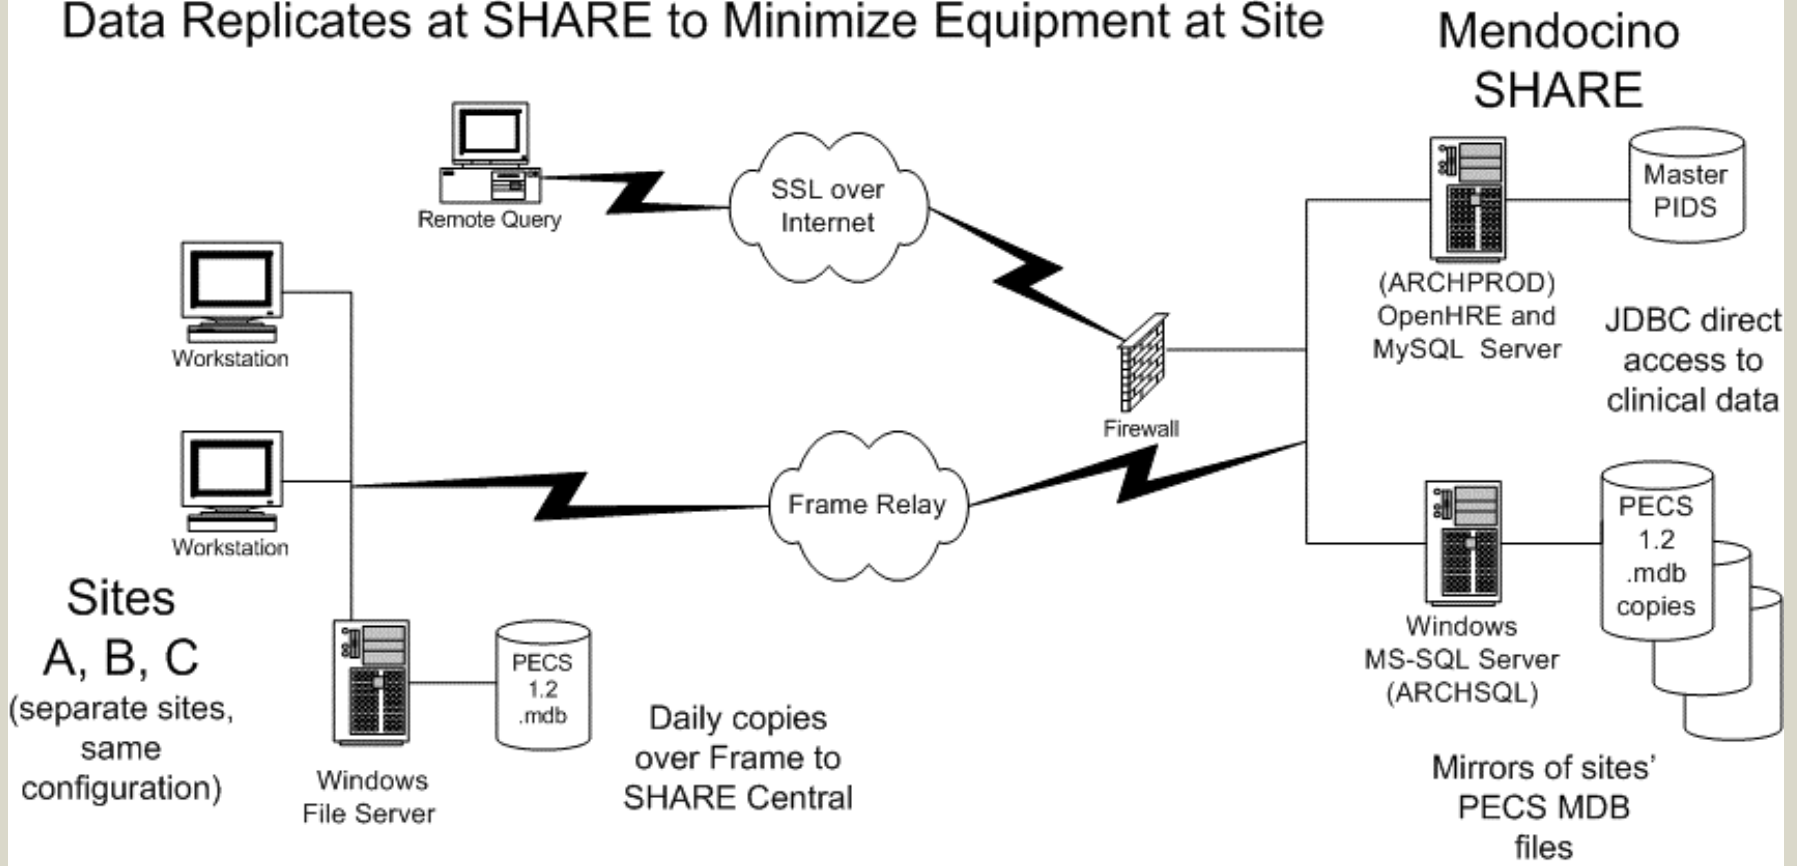 Data Replicates at SHARE to Minimize Equipment at Site
Mendocino
SHARE
Remote Query
SSL over
Internet
Master
PIDS
(ARCHPROD)
OpenHRE and
MySQL Server
JDBC direct
access to
clinical data
Workstation
Firewall
Workstation
Frame Relay
PECS
1.2
.mdb
copies
Windows
MS-SQL Server
(ARCHSQL)
Sites
A, B, C
(separate sites,
same
configuration)
PECS
1.2
.mdb
Windows
File Server
Daily copies
over Frame to
SHARE Central
Mirrors of sites’
PECS MDB
files